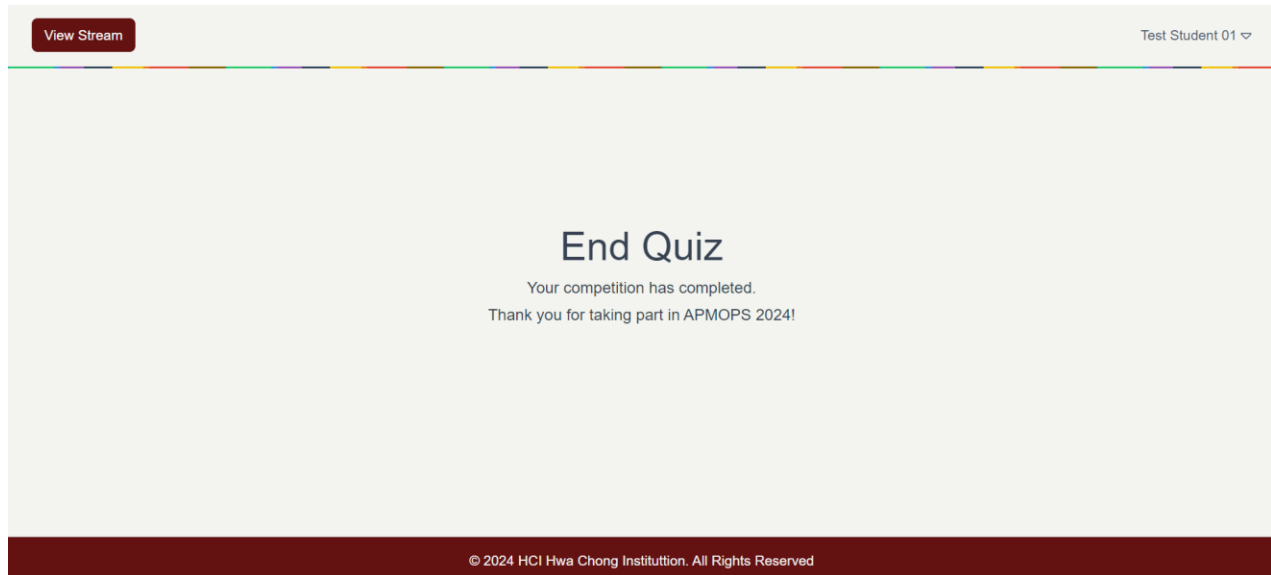 View Stream
Test Student 01
End Quiz
Your competition has completed.
Thank you for taking part in APMOPS 2024!
© 2024 HCI Hwa Chong Instituttion. All Rights Reserved